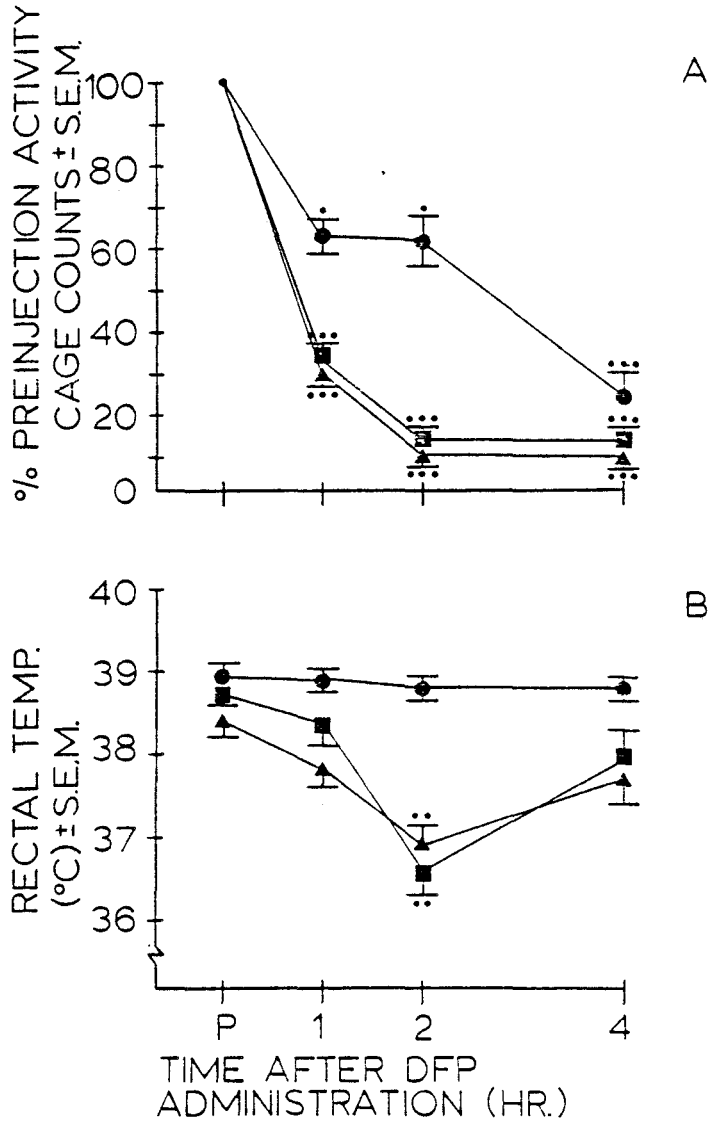 A
% PREINJECTION ACTIVITY
CAGE COUNTS ± S.E.M.
100
80
60
40
20
0
B
RECTAL TEMP.
(°C) ± S.E.M.
40
39
38
37
36
P 1 2 4
TIME AFTER DFP
ADMINISTRATION (HR.)